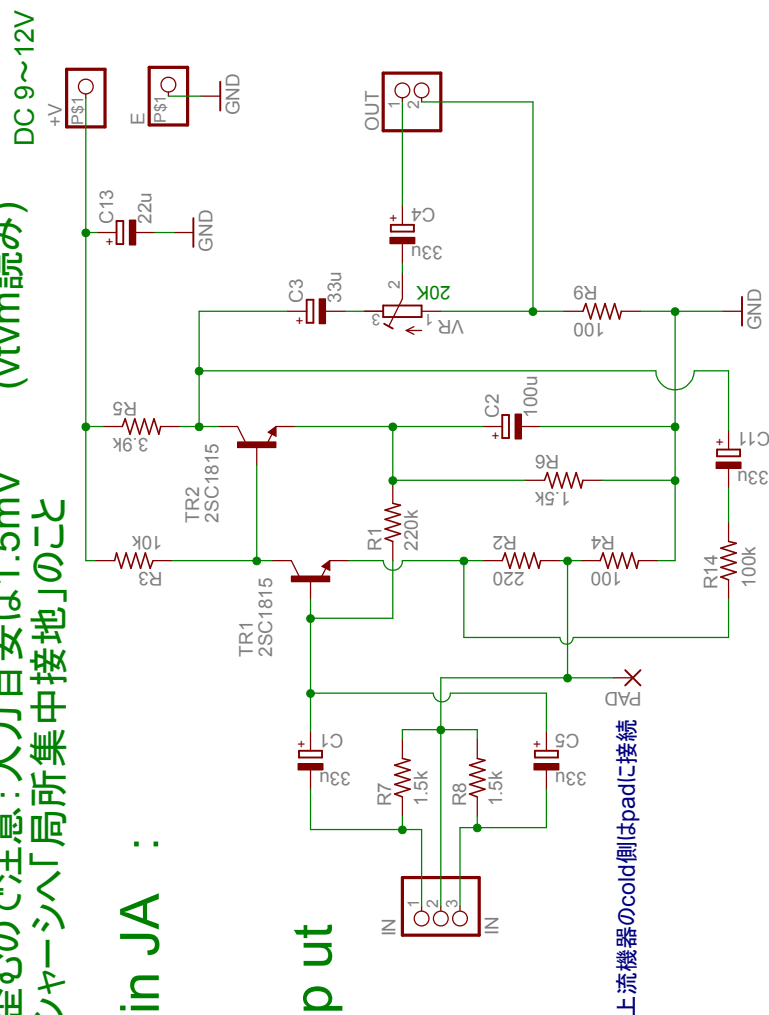 歪むので注意:入力目安は1.5mV (vtvm読み)
シャーシへ「局所集中接地」のこと
in JA :
p ut
DC 9～12V
+V
P$1
E
P$1
GND
C13
22u
GND
OUT
1
2
C4
33u
C3
33u
3
2
1
20K
VR
R9
100
GND
R5
3.9k
TR2
2SC1815
R3
10k
TR1
2SC1815
R1
220k
C2
100u
R6
1.5k
R2
220
R4
100
C11
33u
R14
100k
PAD
C1
33u
R7
1.5k
R8
1.5k
C5
33u
IN
1
2
3
IN
上流機器のcold側はpadに接続